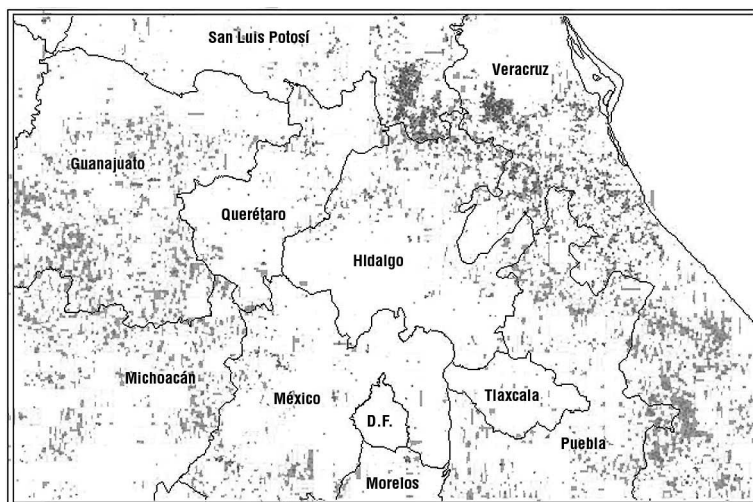 San Luis Potosí
Veracruz
Guanajuato
Querétaro
HIdalgo
Michoacán
México
Tlaxcala
D.F.
Puebla
Morelos